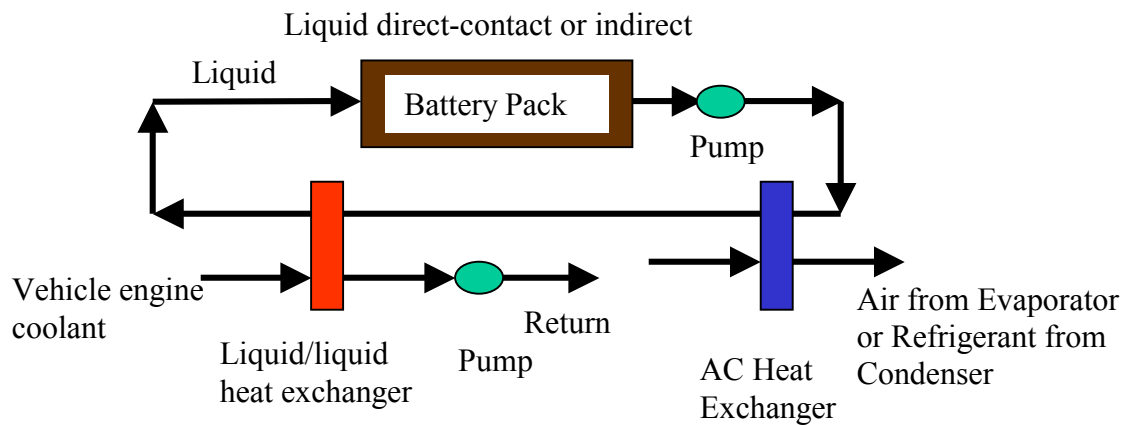 Liquid direct-contact or indirect
Liquid
Battery Pack
Pump
Vehicle engine
coolant
Liquid/liquid
heat exchanger
Pump
Return
AC Heat
Exchanger
Air from Evaporator
or Refrigerant from
Condenser